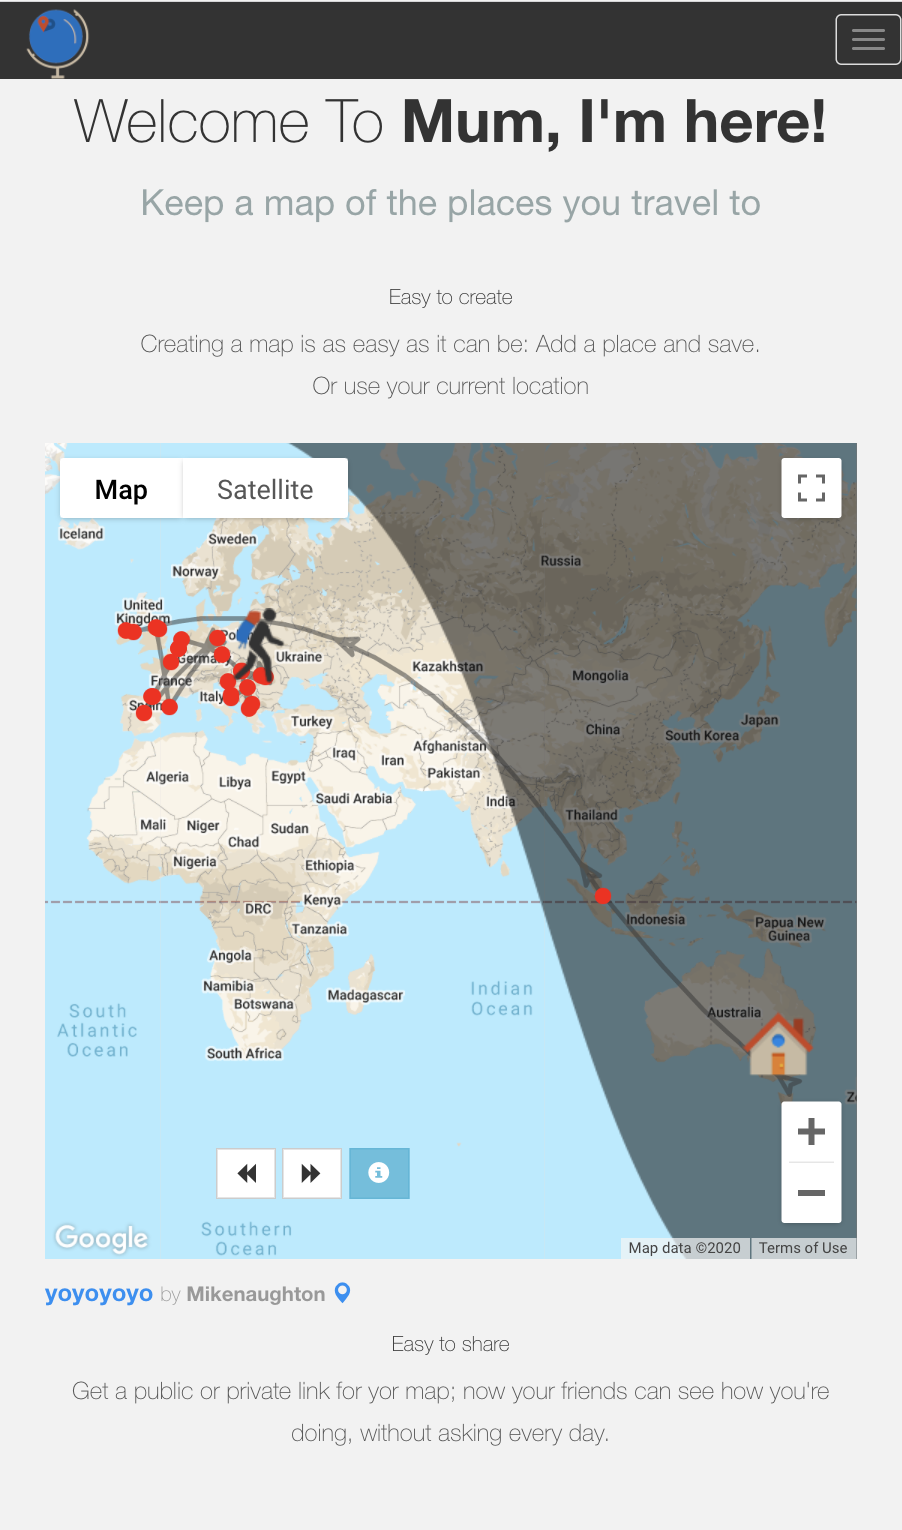 Welcome To Mum, I'm here!
Keep a map of the places you travel to
Easy to create
Creating a map is as easy as it can be: Add a place and save.
Or use your current location
Map
Satellite
Iceland
Sweden
Norway
Russia
United
Kingdom
Germany
Ukraine
France
Spain
Italy
Kazakhstan
Mongolia
Turkey
China
Japan
South Korea
Iraq
Iran
Afghanistan
Pakistan
Algeria
Libya
Egypt
Saudi Arabia
India
Thailand
Mali
Niger
Chad
Sudan
Nigeria
Ethiopia
DRC
Kenya
Indonesia
Papua New
Guinea
Tanzania
Angola
Namibia
Botswana
Madagascar
Indian
Ocean
Australia
South
Atlantic
Ocean
South Africa
Southern
Ocean
Google
Map data ©2020
Terms of Use
yoyoyoyo by Mikenaughton
Easy to share
Get a public or private link for yor map; now your friends can see how you're
doing, without asking every day.